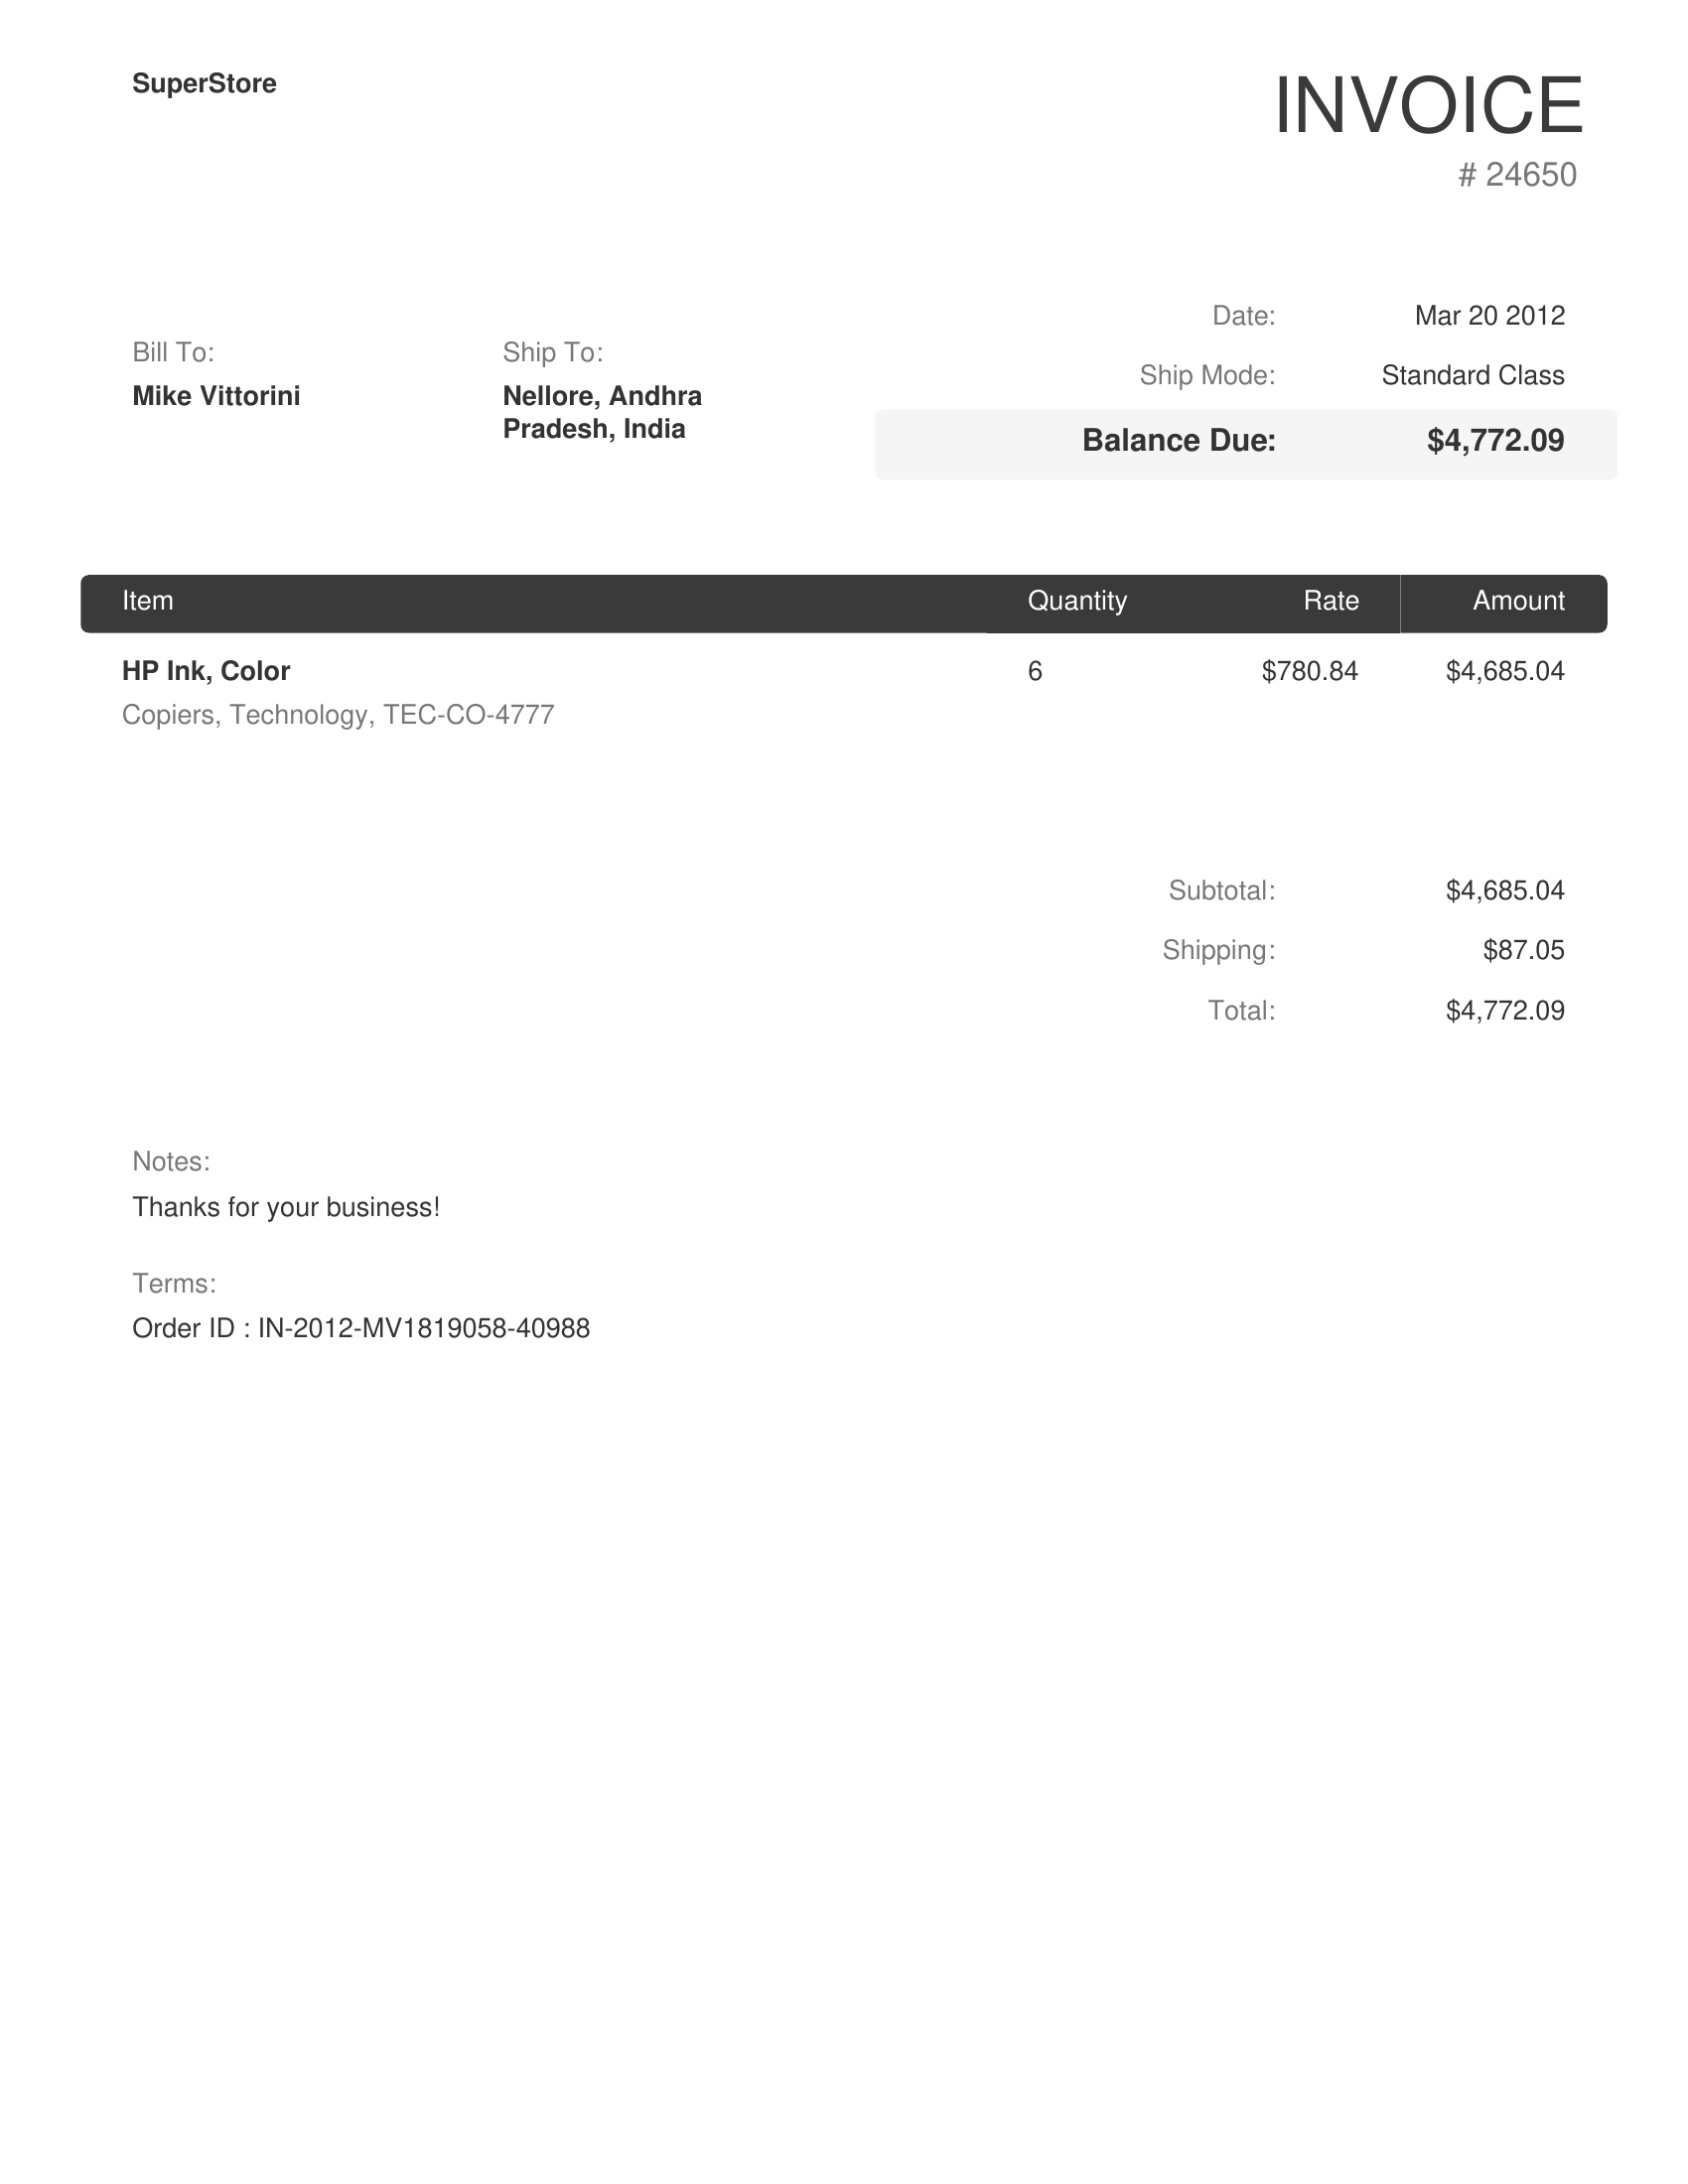 SuperStore
INVOICE
# 24650
Date: Mar 20 2012
Ship Mode: Standard Class
Balance Due: $4,772.09
Bill To:
Mike Vittorini
Ship To:
Nellore, Andhra
Pradesh, India
Item Quantity Rate Amount
HP Ink, Color 6 $780.84 $4,685.04
Copiers, Technology, TEC-CO-4777
Subtotal: $4,685.04
Shipping: $87.05
Total: $4,772.09
Notes:
Thanks for your business!
Terms:
Order ID : IN-2012-MV1819058-40988